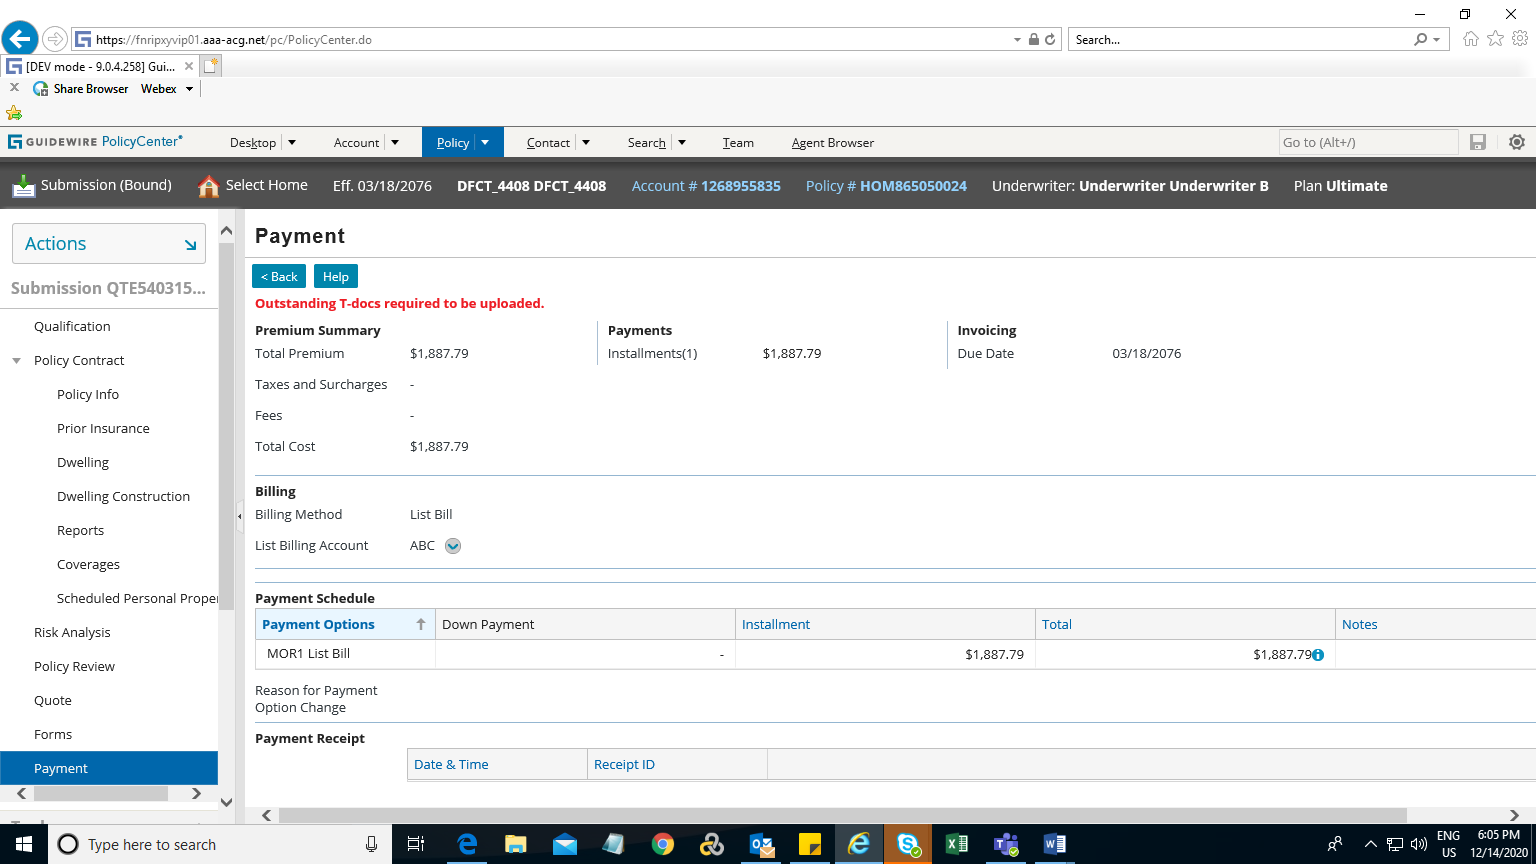 https://fnripxyvip01.aaa-acg.net/pc/PolicyCenter.do
Search...
[DEV mode - 9.0.4.258] Gui...
X Share Browser Webex
GUIDEWIRE PolicyCenter®
Desktop Account Policy Contact Search Team Agent Browser
Go to (Alt+/)
Submission (Bound) Select Home Eff. 03/18/2076 DFCT_4408 DFCT_4408 Account # 1268955835 Policy # HOM865050024 Underwriter: Underwriter Underwriter B Plan Ultimate
Actions
Submission QTE540315...
Qualification
Policy Contract
Policy Info
Prior Insurance
Dwelling
Dwelling Construction
Reports
Coverages
Scheduled Personal Proper
Risk Analysis
Policy Review
Quote
Forms
Payment
Payment
< Back Help
Outstanding T-docs required to be uploaded.
Premium Summary Payments Invoicing
Total Premium $1,887.79 Installments(1) $1,887.79 Due Date 03/18/2076
Taxes and Surcharges -
Fees -
Total Cost $1,887.79
Billing
Billing Method List Bill
List Billing Account ABC
Payment Schedule
Payment Options Down Payment Installment Total Notes
MOR1 List Bill - $1,887.79 $1,887.79
Reason for Payment
Option Change
Payment Receipt
Date & Time Receipt ID
Type here to search
ENG 6:05 PM
US 12/14/2020